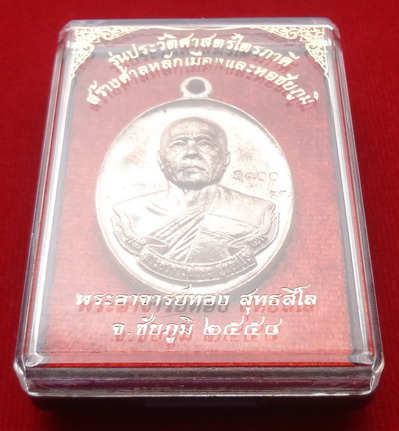 รุ่นประวัติศาสตร์ไตรภาคี
สร้างศาลหลักเมืองและหอชัยภูมิ
พระอาจารย์ทอง สุทธสีโล
จ.ชัยภูมิ ๒๕๕๔